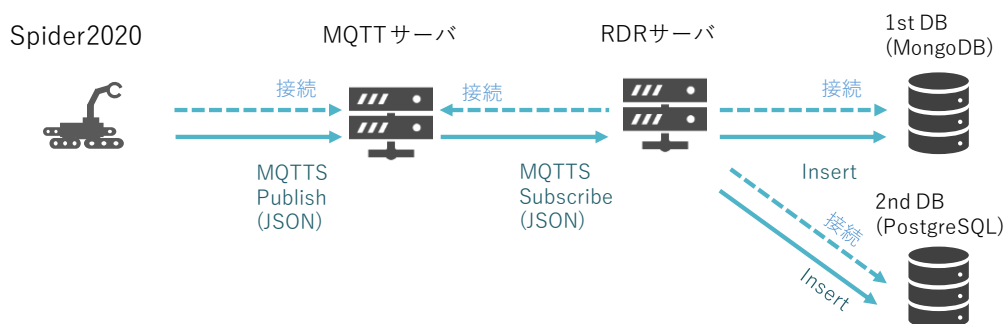 Spider2020
MQTTサーバ
RDRサーバ
1st DB
(MongoDB)
接続
接続
接続
MQTTS
Publish
(JSON)
MQTTS
Subscribe
(JSON)
Insert
2nd DB
(PostgreSQL)
接続
Insert